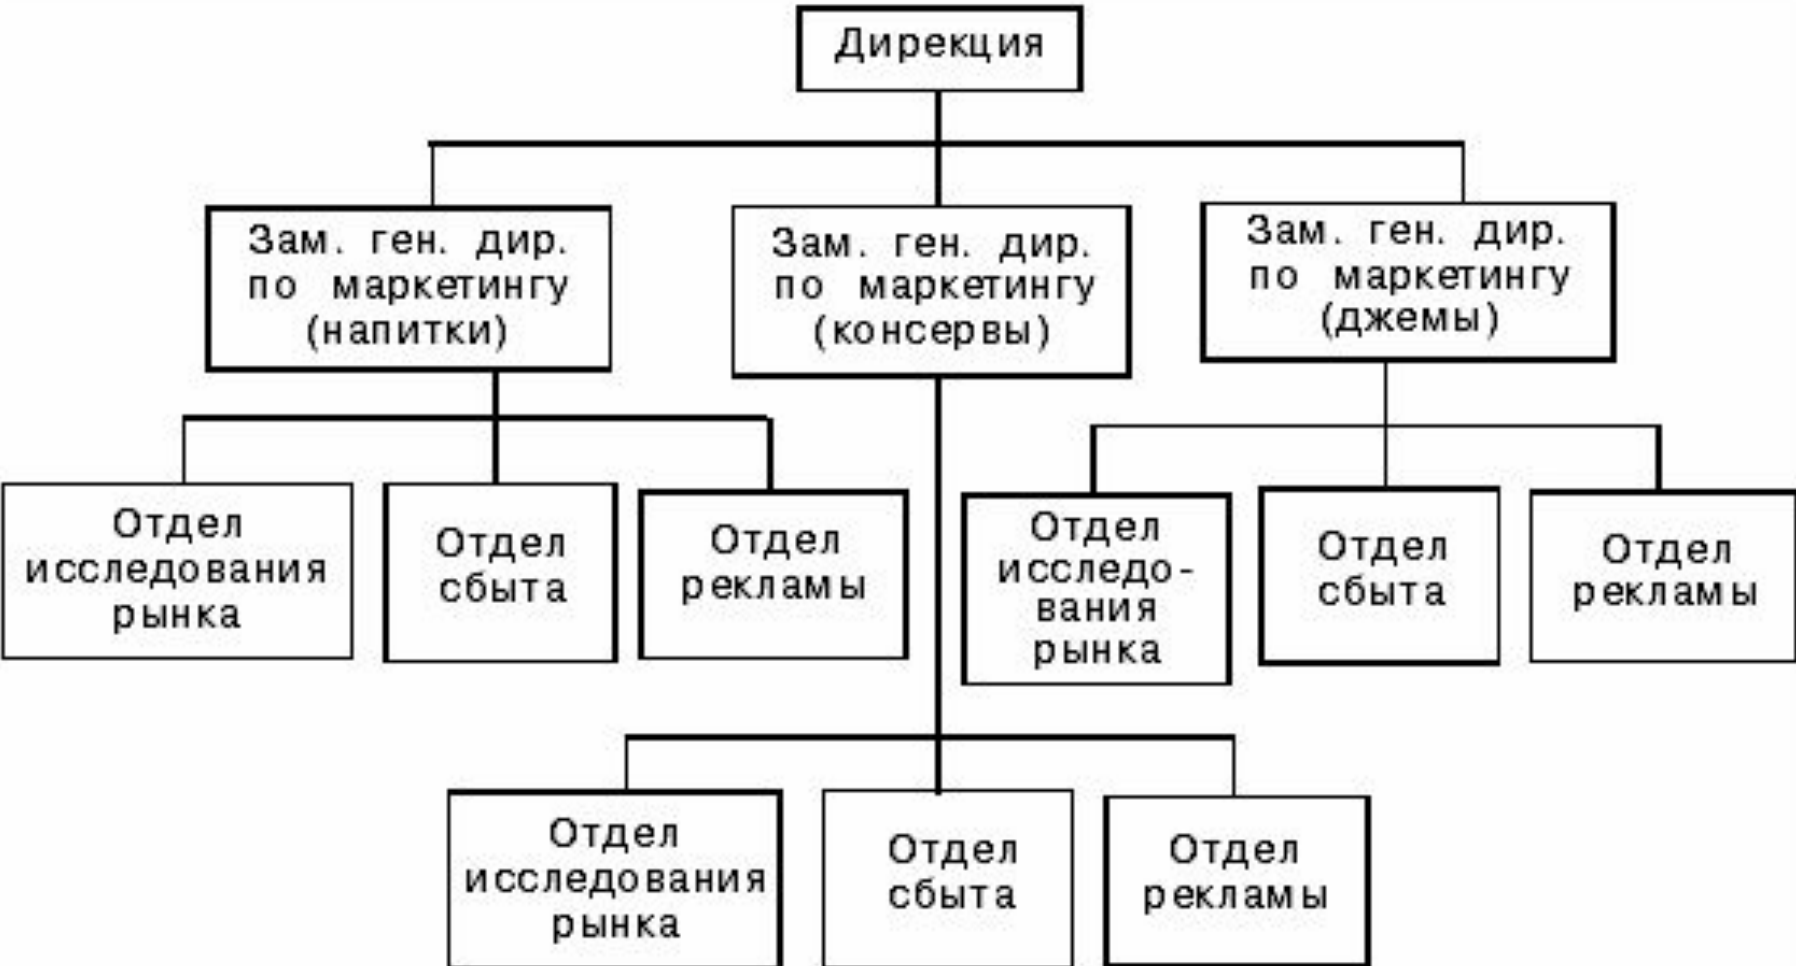 Дирекция
Зам. ген. дир.
по маркетингу
(напитки)
Зам. ген. дир.
по маркетингу
(консервы)
Зам. ген. дир.
по маркетингу
(джемы)
Отдел
исследования
рынка
Отдел
сбыта
Отдел
рекламы
Отдел
исследо-
вания
рынка
Отдел
сбыта
Отдел
рекламы
Отдел
исследования
рынка
Отдел
сбыта
Отдел
рекламы